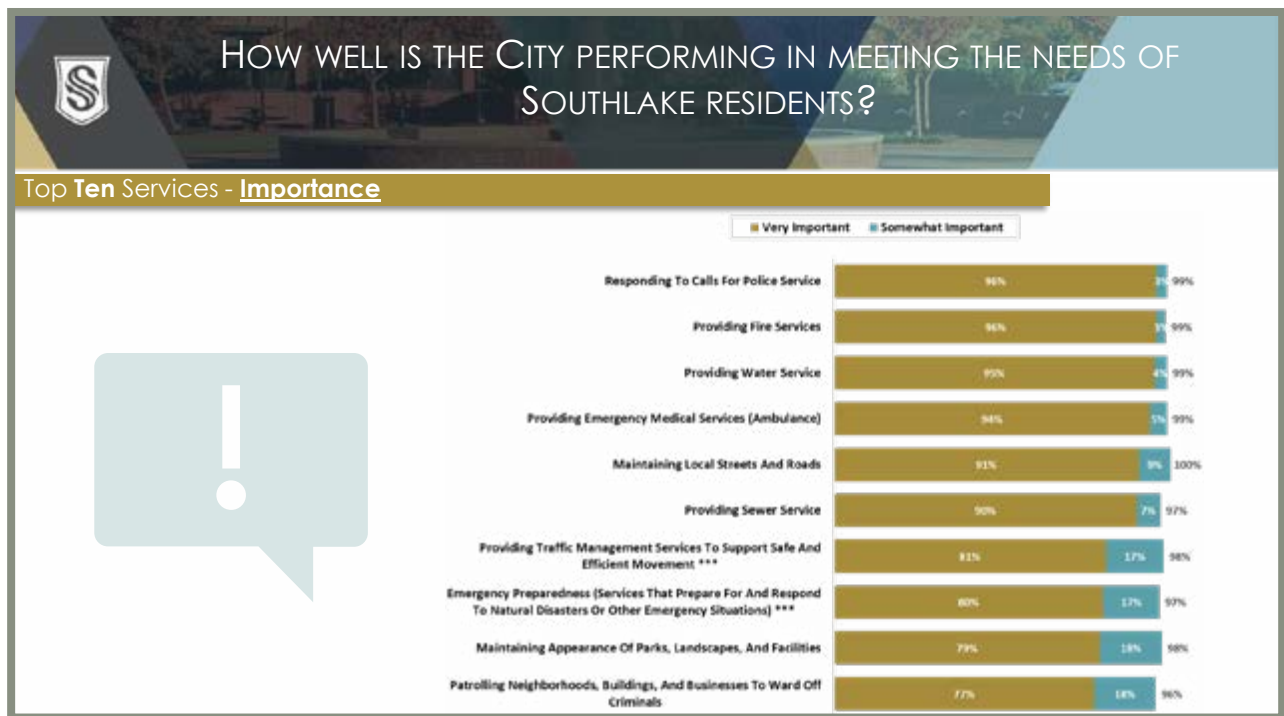 HOW WELL IS THE CITY PERFORMING IN MEETING THE NEEDS OF
SOUTHLAKE RESIDENTS?
Top Ten Services - Importance
Very Important Somewhat Important
Responding To Calls For Police Service 96% 3% 99%
Providing Fire Services 96% 3% 99%
Providing Water Service 95% 4% 99%
Providing Emergency Medical Services (Ambulance) 94% 5% 99%
Maintaining Local Streets And Roads 91% 9% 100%
Providing Sewer Service 90% 7% 97%
Providing Traffic Management Services To Support Safe And
Efficient Movement *** 81% 17% 98%
Emergency Preparedness (Services That Prepare For And Respond
To Natural Disasters Or Other Emergency Situations) *** 80% 17% 97%
Maintaining Appearance Of Parks, Landscapes, And Facilities 79% 18% 98%
Patrolling Neighborhoods, Buildings, And Businesses To Ward Off
Criminals 77% 18% 96%